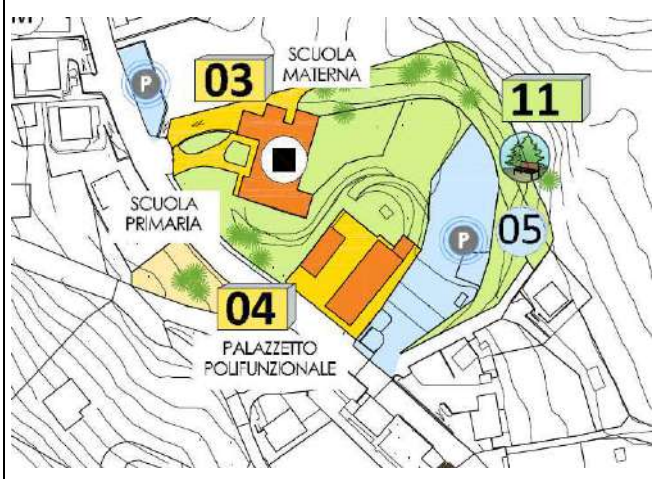 P
03
SCUOLA
MATERNA
11
SCUOLA
PRIMARIA
P
05
04
PALAZZETTO
POLIFUNZIONALE